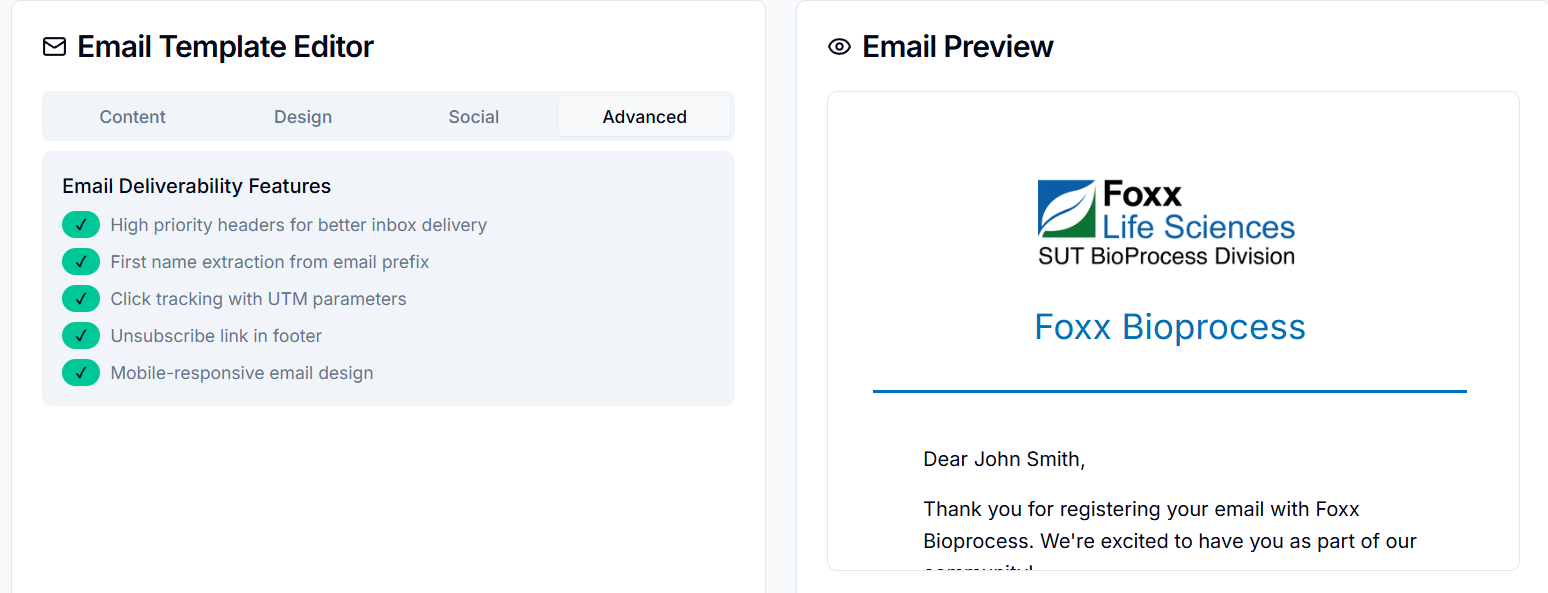 Email Template Editor
Content
Design
Social
Advanced
Email Deliverability Features
✓ High priority headers for better inbox delivery
✓ First name extraction from email prefix
✓ Click tracking with UTM parameters
✓ Unsubscribe link in footer
✓ Mobile-responsive email design
Email Preview
Foxx
Life Sciences
SUT BioProcess Division
Foxx Bioprocess
Dear John Smith,
Thank you for registering your email with Foxx
Bioprocess. We're excited to have you as part of our
community!